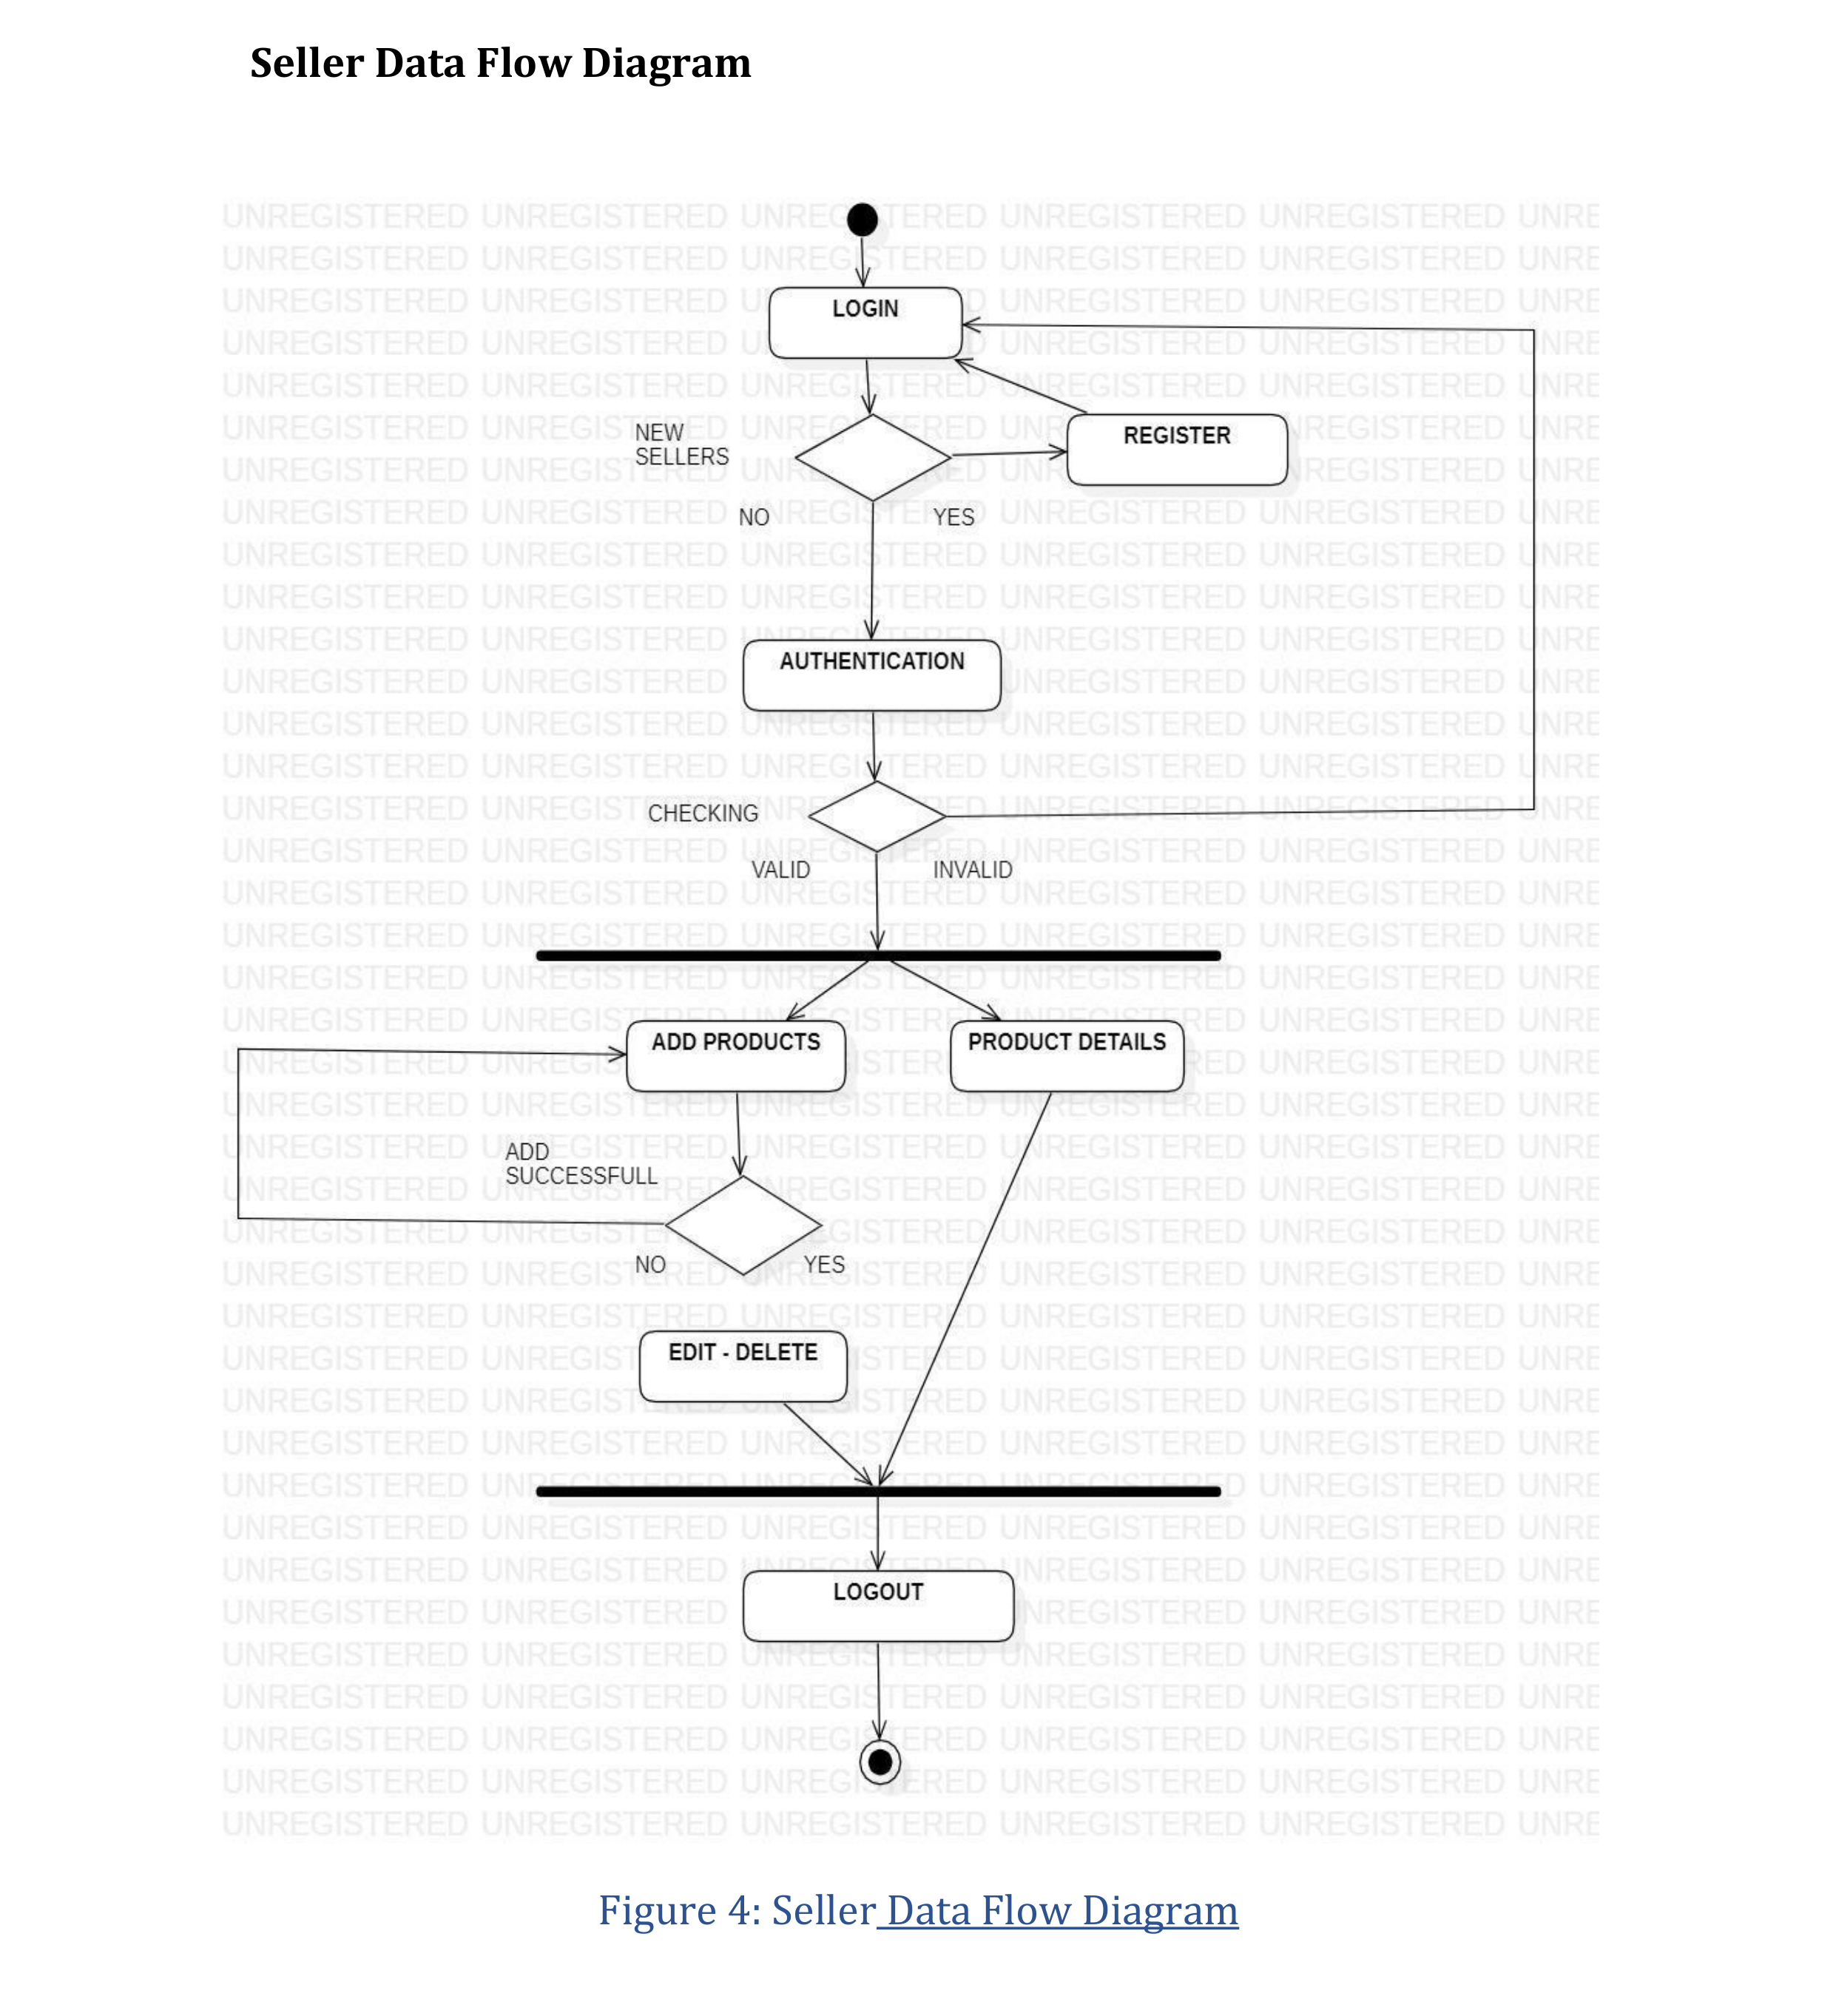 Seller Data Flow Diagram
LOGIN
NEW
SELLERS
REGISTER
NO
YES
AUTHENTICATION
CHECKING
VALID
INVALID
ADD PRODUCTS
PRODUCT DETAILS
ADD
SUCCESSFULL
NO
YES
EDIT - DELETE
LOGOUT
Figure 4: Seller Data Flow Diagram